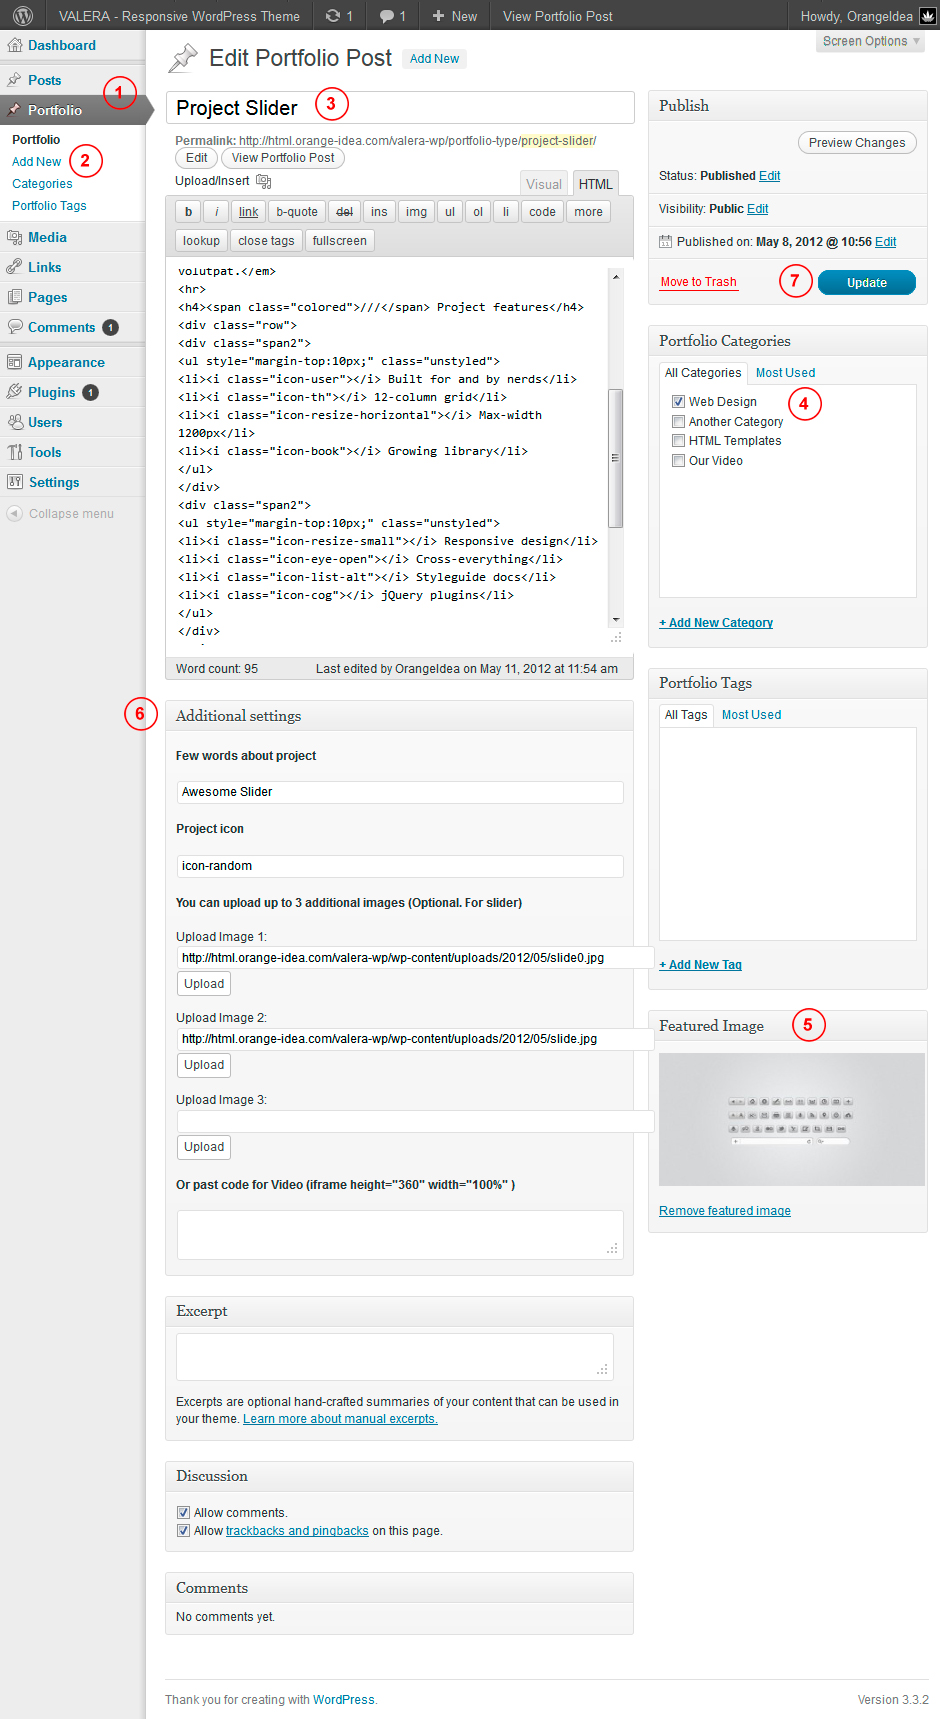 VALERA - Responsive WordPress Theme 1 1 + New View Portfolio Post Howdy, OrangeIdea
Screen Options
Dashboard
Posts
1
Portfolio
Portfolio
Add New 2
Categories
Portfolio Tags
Media
Links
Pages
Comments 1
Appearance
Plugins 1
Users
Tools
Settings
Collapse menu
Edit Portfolio Post Add New
Project Slider 3
Permalink: http://html.orange-idea.com/valera-wp/portfolio-type/project-slider/
Edit View Portfolio Post
Upload/Insert Visual HTML
b i link b-quote del ins img ul ol li code more
lookup close tags fullscreen
volutpat.</em>
<hr>
<h4><span class="colored">///</span> Project features</h4>
<div class="row">
<div class="span2">
<ul style="margin-top:10px;" class="unstyled">
<li><i class="icon-user"></i> Built for and by nerds</li>
<li><i class="icon-th"></i> 12-column grid</li>
<li><i class="icon-resize-horizontal"></i> Max-width
1200px</li>
<li><i class="icon-book"></i> Growing library</li>
</ul>
</div>
<div class="span2">
<ul style="margin-top:10px;" class="unstyled">
<li><i class="icon-resize-small"></i> Responsive design</li>
<li><i class="icon-eye-open"></i> Cross-everything</li>
<li><i class="icon-list-alt"></i> Styleguide docs</li>
<li><i class="icon-cog"></i> jQuery plugins</li>
</ul>
</div>
Word count: 95 Last edited by OrangeIdea on May 11, 2012 at 11:54 am
6 Additional settings
Few words about project
Awesome Slider
Project icon
icon-random
You can upload up to 3 additional images (Optional. For slider)
Upload Image 1:
http://html.orange-idea.com/valera-wp/wp-content/uploads/2012/05/slide0.jpg
Upload
Upload Image 2:
http://html.orange-idea.com/valera-wp/wp-content/uploads/2012/05/slide.jpg
Upload
Upload Image 3:
Upload
Or past code for Video (iframe height="360" width="100%" )
Excerpt
Excerpts are optional hand-crafted summaries of your content that can be used in
your theme. Learn more about manual excerpts.
Discussion
Allow comments.
Allow trackbacks and pingbacks on this page.
Comments
No comments yet.
Publish
Preview Changes
Status: Published Edit
Visibility: Public Edit
Published on: May 8, 2012 @ 10:56 Edit
Move to Trash 7 Update
Portfolio Categories
All Categories Most Used
Web Design 4
Another Category
HTML Templates
Our Video
+ Add New Category
Portfolio Tags
All Tags Most Used
+ Add New Tag
Featured Image 5
Remove featured image
Thank you for creating with WordPress. Version 3.3.2